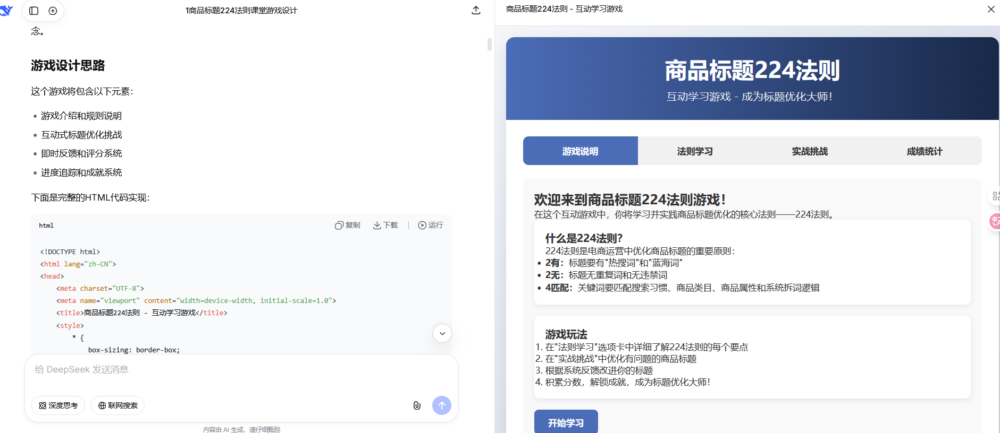 1商品标题224法则课堂游戏设计
念。
游戏设计思路
这个游戏将包含以下元素：
• 游戏介绍和规则说明
• 互动式标题优化挑战
• 即时反馈和评分系统
• 进度追踪和成就系统
下面是完整的HTML代码实现：
html
复制
下载
运行
<!DOCTYPE html>
<html lang="zh-CN">
<head>
<meta charset="UTF-8">
<meta name="viewport" content="width=device-width, initial-scale=1.0">
<title>商品标题224法则 - 互动学习游戏</title>
<style>
* {
box-sizing: border-box;
给 DeepSeek 发送消息
深度思考
联网搜索
内容由 AI 生成，请仔细甄别
商品标题224法则 - 互动学习游戏
商品标题224法则
互动学习游戏 - 成为标题优化大师！
游戏说明
法则学习
实战挑战
成绩统计
欢迎来到商品标题224法则游戏！
在这个互动游戏中，你将学习并实践商品标题优化的核心法则——224法则。
什么是224法则？
224法则是电商运营中优化商品标题的重要原则：
• 2有：标题要有"热搜词"和"蓝海词"
• 2无：标题无重复词和无违禁词
• 4匹配：关键词要匹配搜索习惯、商品类目、商品属性和系统拆词逻辑
游戏玩法
1. 在"法则学习"选项卡中详细了解224法则的每个要点
2. 在"实战挑战"中优化有问题的商品标题
3. 根据系统反馈改进你的标题
4. 积累分数，解锁成就，成为标题优化大师！
开始学习